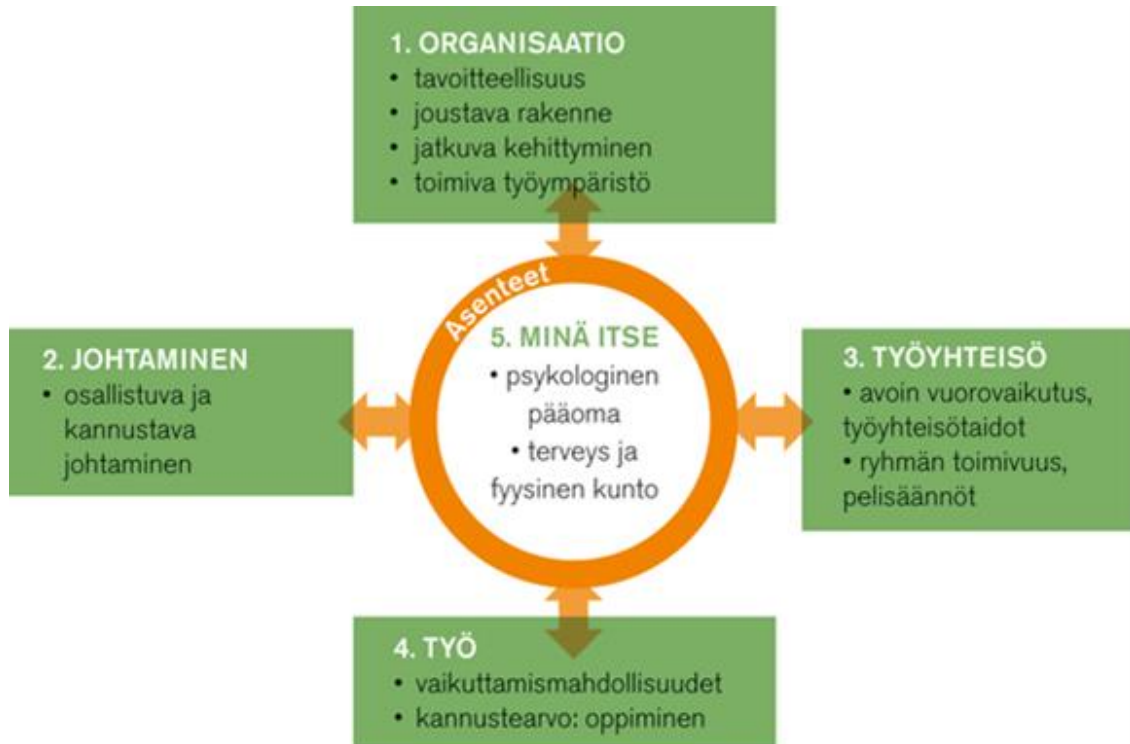 1. ORGANISAATIO
• tavoitteellisuus
• joustava rakenne
• jatkuva kehittyminen
• toimiva työympäristö
Asenteet
5. MINÄ ITSE
• psykologinen
pääoma
• terveys ja
fyysinen kunto
2. JOHTAMINEN
• osallistuva ja
kannustava
johtaminen
3. TYÖYHTEISÖ
• avoin vuorovaikutus,
työyhteisötaidot
• ryhmän toimivuus,
pelisäännöt
4. TYÖ
• vaikuttamismahdollisuudet
• kannustearvo: oppiminen